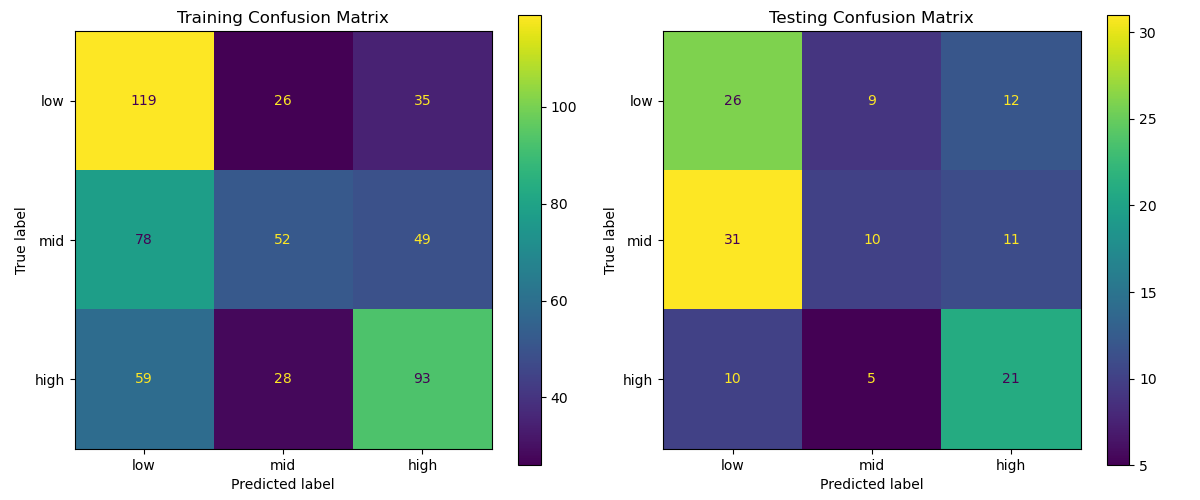 Training Confusion Matrix
low 119 26 35
mid 78 52 49
high 59 28 93
low mid high
Predicted label
True label
100
80
60
40
Testing Confusion Matrix
low 26 9 12
mid 31 10 11
high 10 5 21
low mid high
Predicted label
True label
30
25
20
15
10
5